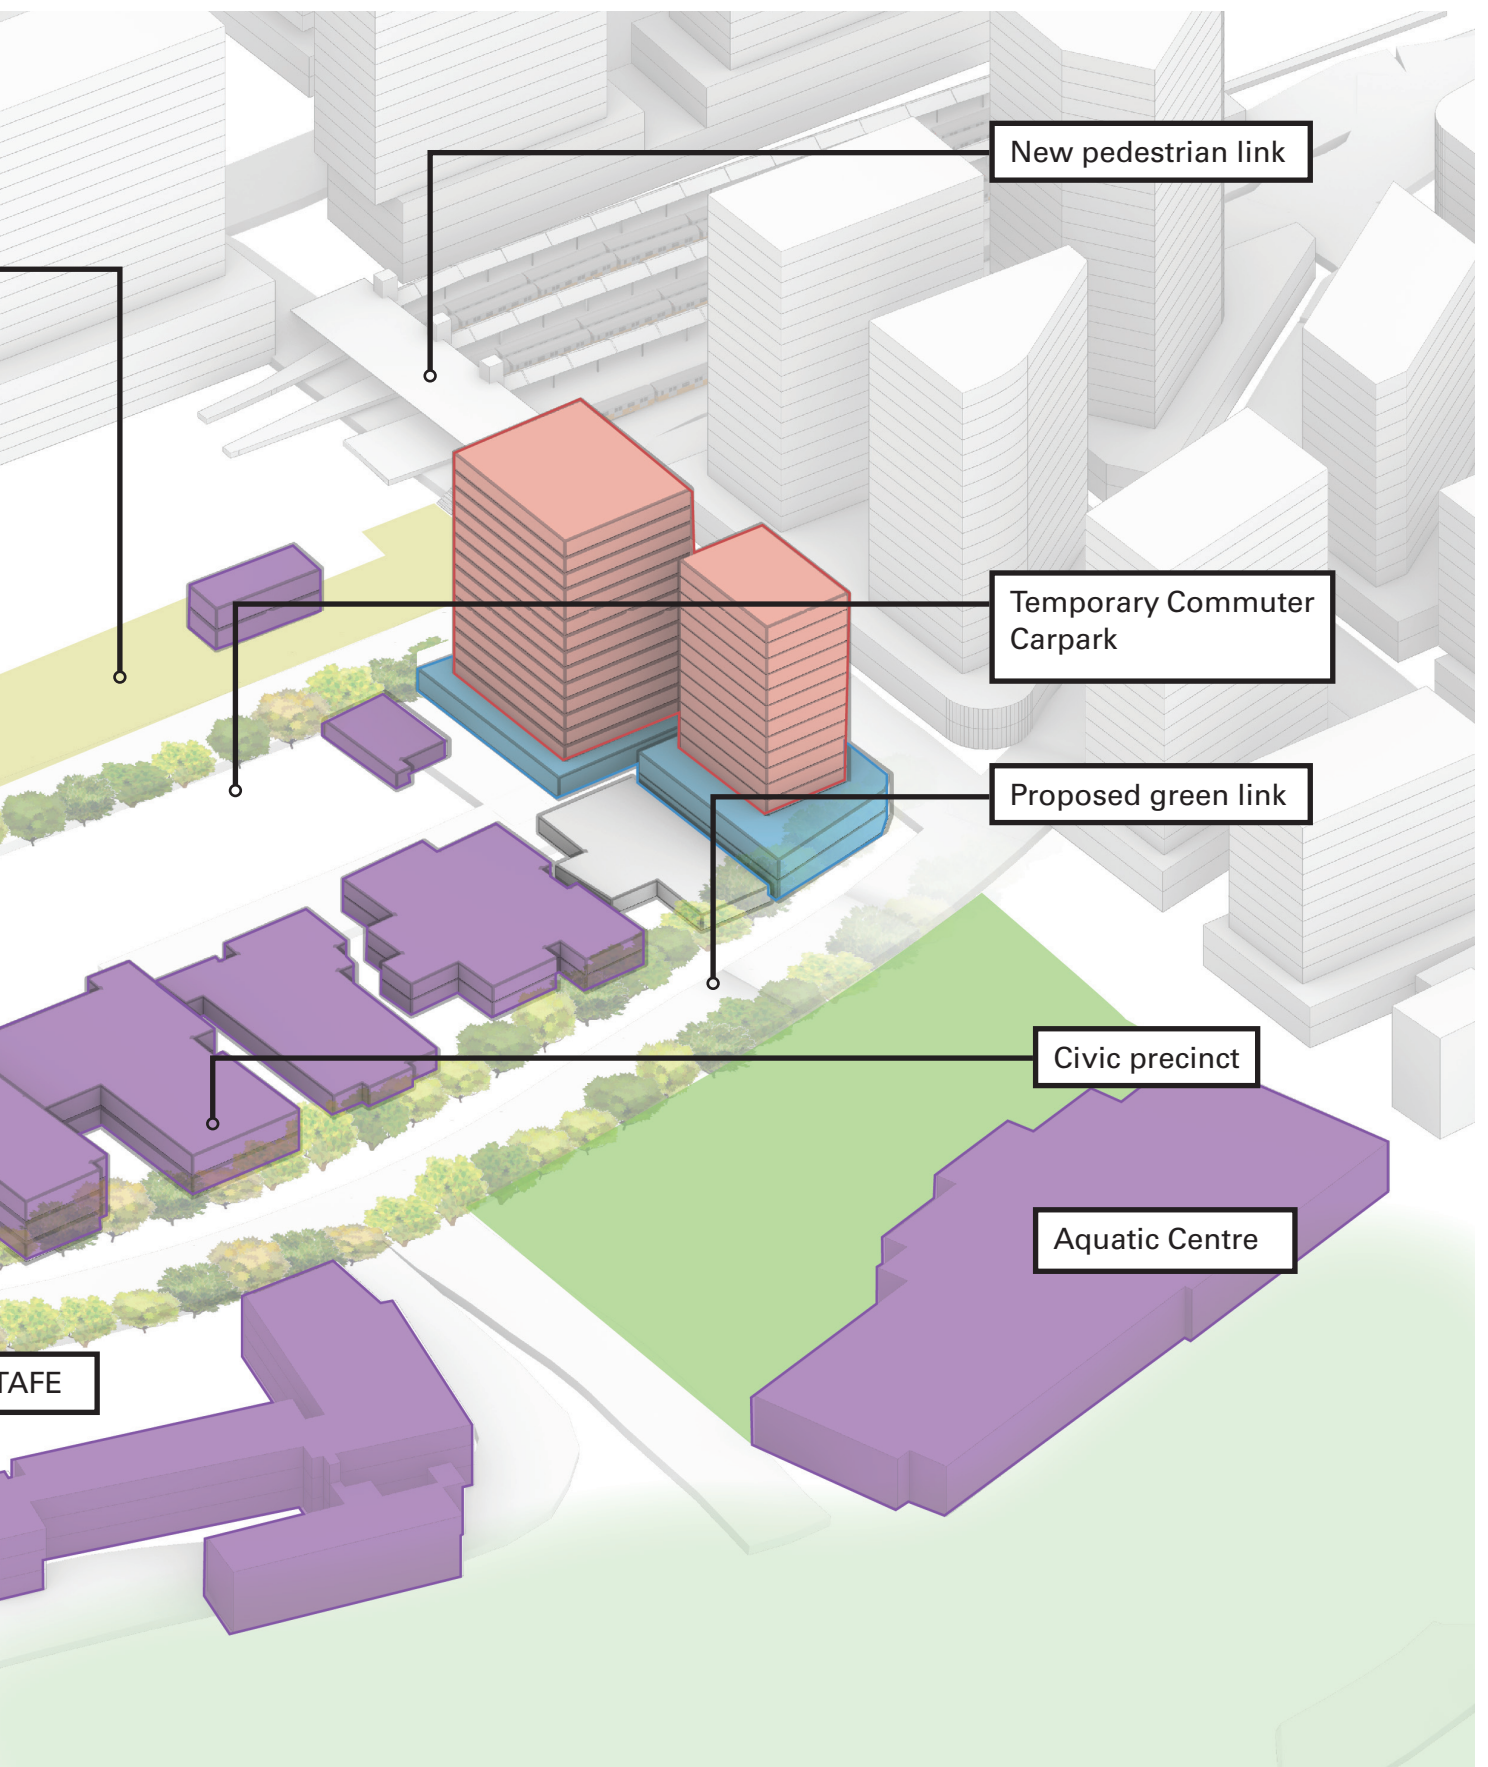 New pedestrian link
Temporary Commuter
Carpark
Proposed green link
Civic precinct
Aquatic Centre
TAFE